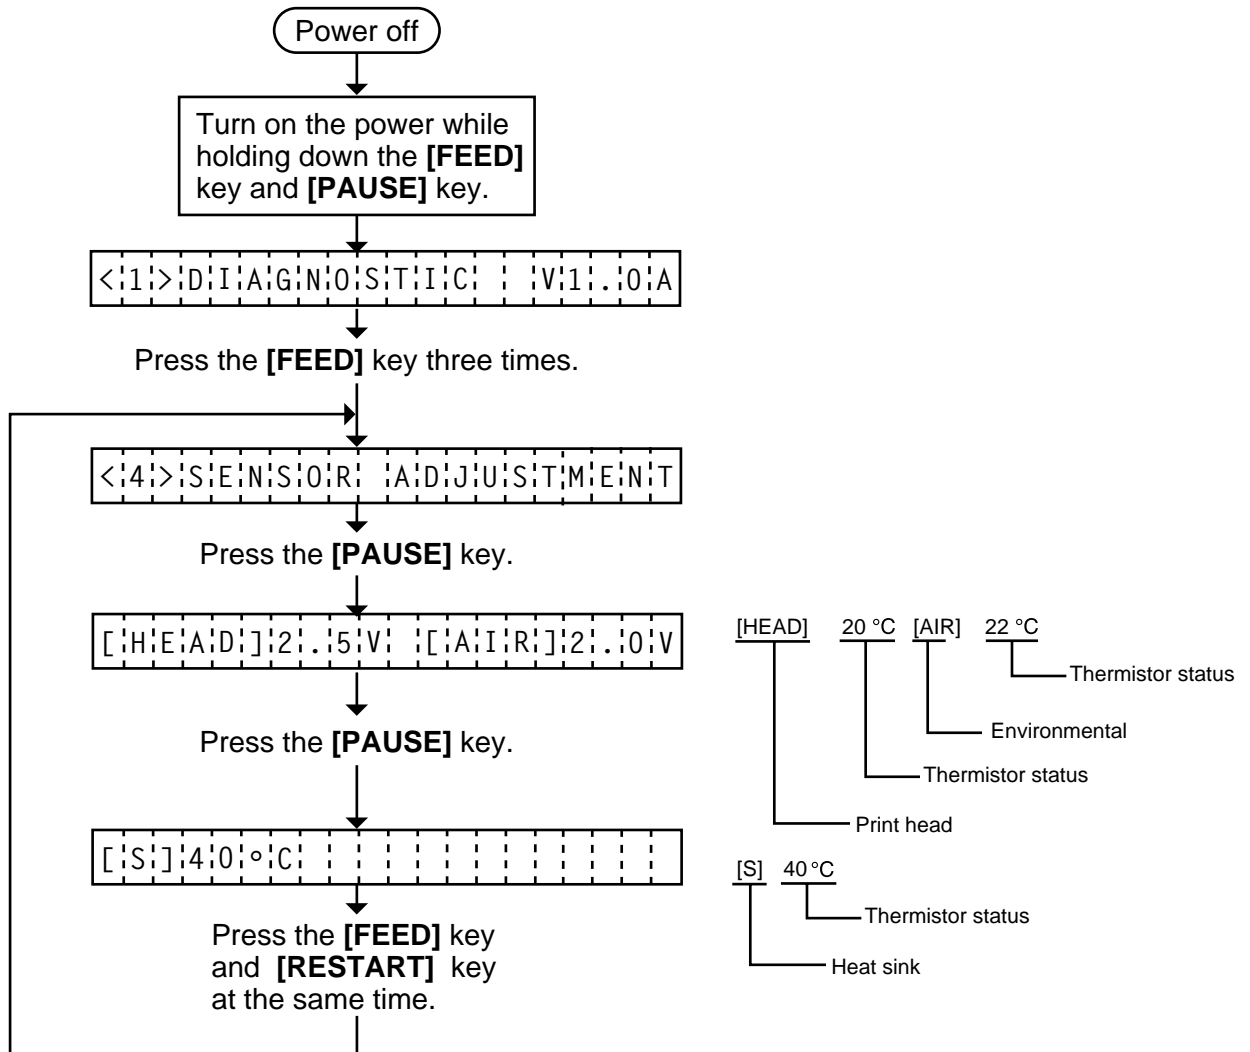 Power off
Turn on the power while
holding down the [FEED]
key and [PAUSE] key.
<1>DIAGNOSTIC  V1.0A
Press the [FEED] key three times.
<4>SENSOR ADJUSTMENT
Press the [PAUSE] key.
[HEAD]2.5V [AIR]2.0V
[HEAD] 20 °C [AIR] 22 °C
Thermistor status
Environmental
Thermistor status
Print head
Press the [PAUSE] key.
[S]40°C
[S] 40°C
Thermistor status
Heat sink
Press the [FEED] key
and [RESTART] key
at the same time.